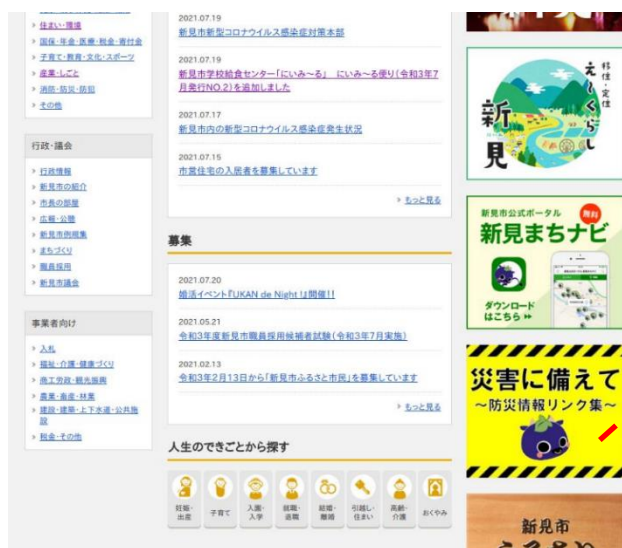 住まい・環境
国保・年金・医療・税金・寄付金
子育て・教育・文化・スポーツ
産業・しごと
消防・防災・防犯
その他
行政・議会
行政情報
新見市の紹介
市長の部屋
広報・公聴
新見市例規集
まちづくり
職員採用
新見市議会
事業者向け
入札
福祉・介護・健康づくり
商工労政・観光振興
農業・畜産・林業
建設・建築・上下水道・公共施
設
税金・その他
2021.07.19
新見市新型コロナウイルス感染症対策本部
2021.07.19
新見市学校給食センター「にいみ~る」 にいみ~る便り(令和3年7
月発行NO.2)を追加しました
2021.07.17
新見市内の新型コロナウイルス感染症発生状況
2021.07.15
市営住宅の入居者を募集しています
もっと見る
募集
2021.07.20
婚活イベント『UKAN de Night !』開催!!
2021.05.21
令和3年度新見市職員採用候補者試験(令和3年7月実施)
2021.02.13
令和3年2月13日から「新見市ふるさと市民」を募集しています
もっと見る
人生のできごとから探す
妊娠・
出産
子育て
入園・
入学
就職・
退職
結婚・
離婚
引越し・
住まい
高齢・
介護
おくやみ
移住・定住
えーくらし
新見
新見市公式ポータル 無料
新見まちナビ
ダウンロード
はこちら
災害に備えて
~防災情報リンク集~
新見市